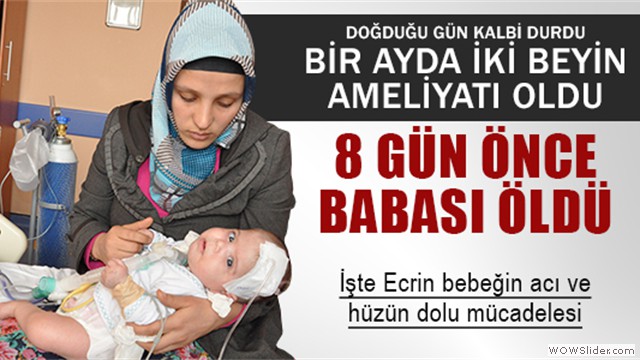 DOĞDUĞU GÜN KALBİ DURDU
BİR AYDA İKİ BEYİN
AMELİYATI OLDU
8 GÜN ÖNCE
BABASI ÖLDÜ
İşte Ecrin bebeğin acı ve
hüzün dolu mücadelesi
WOWSlider.com